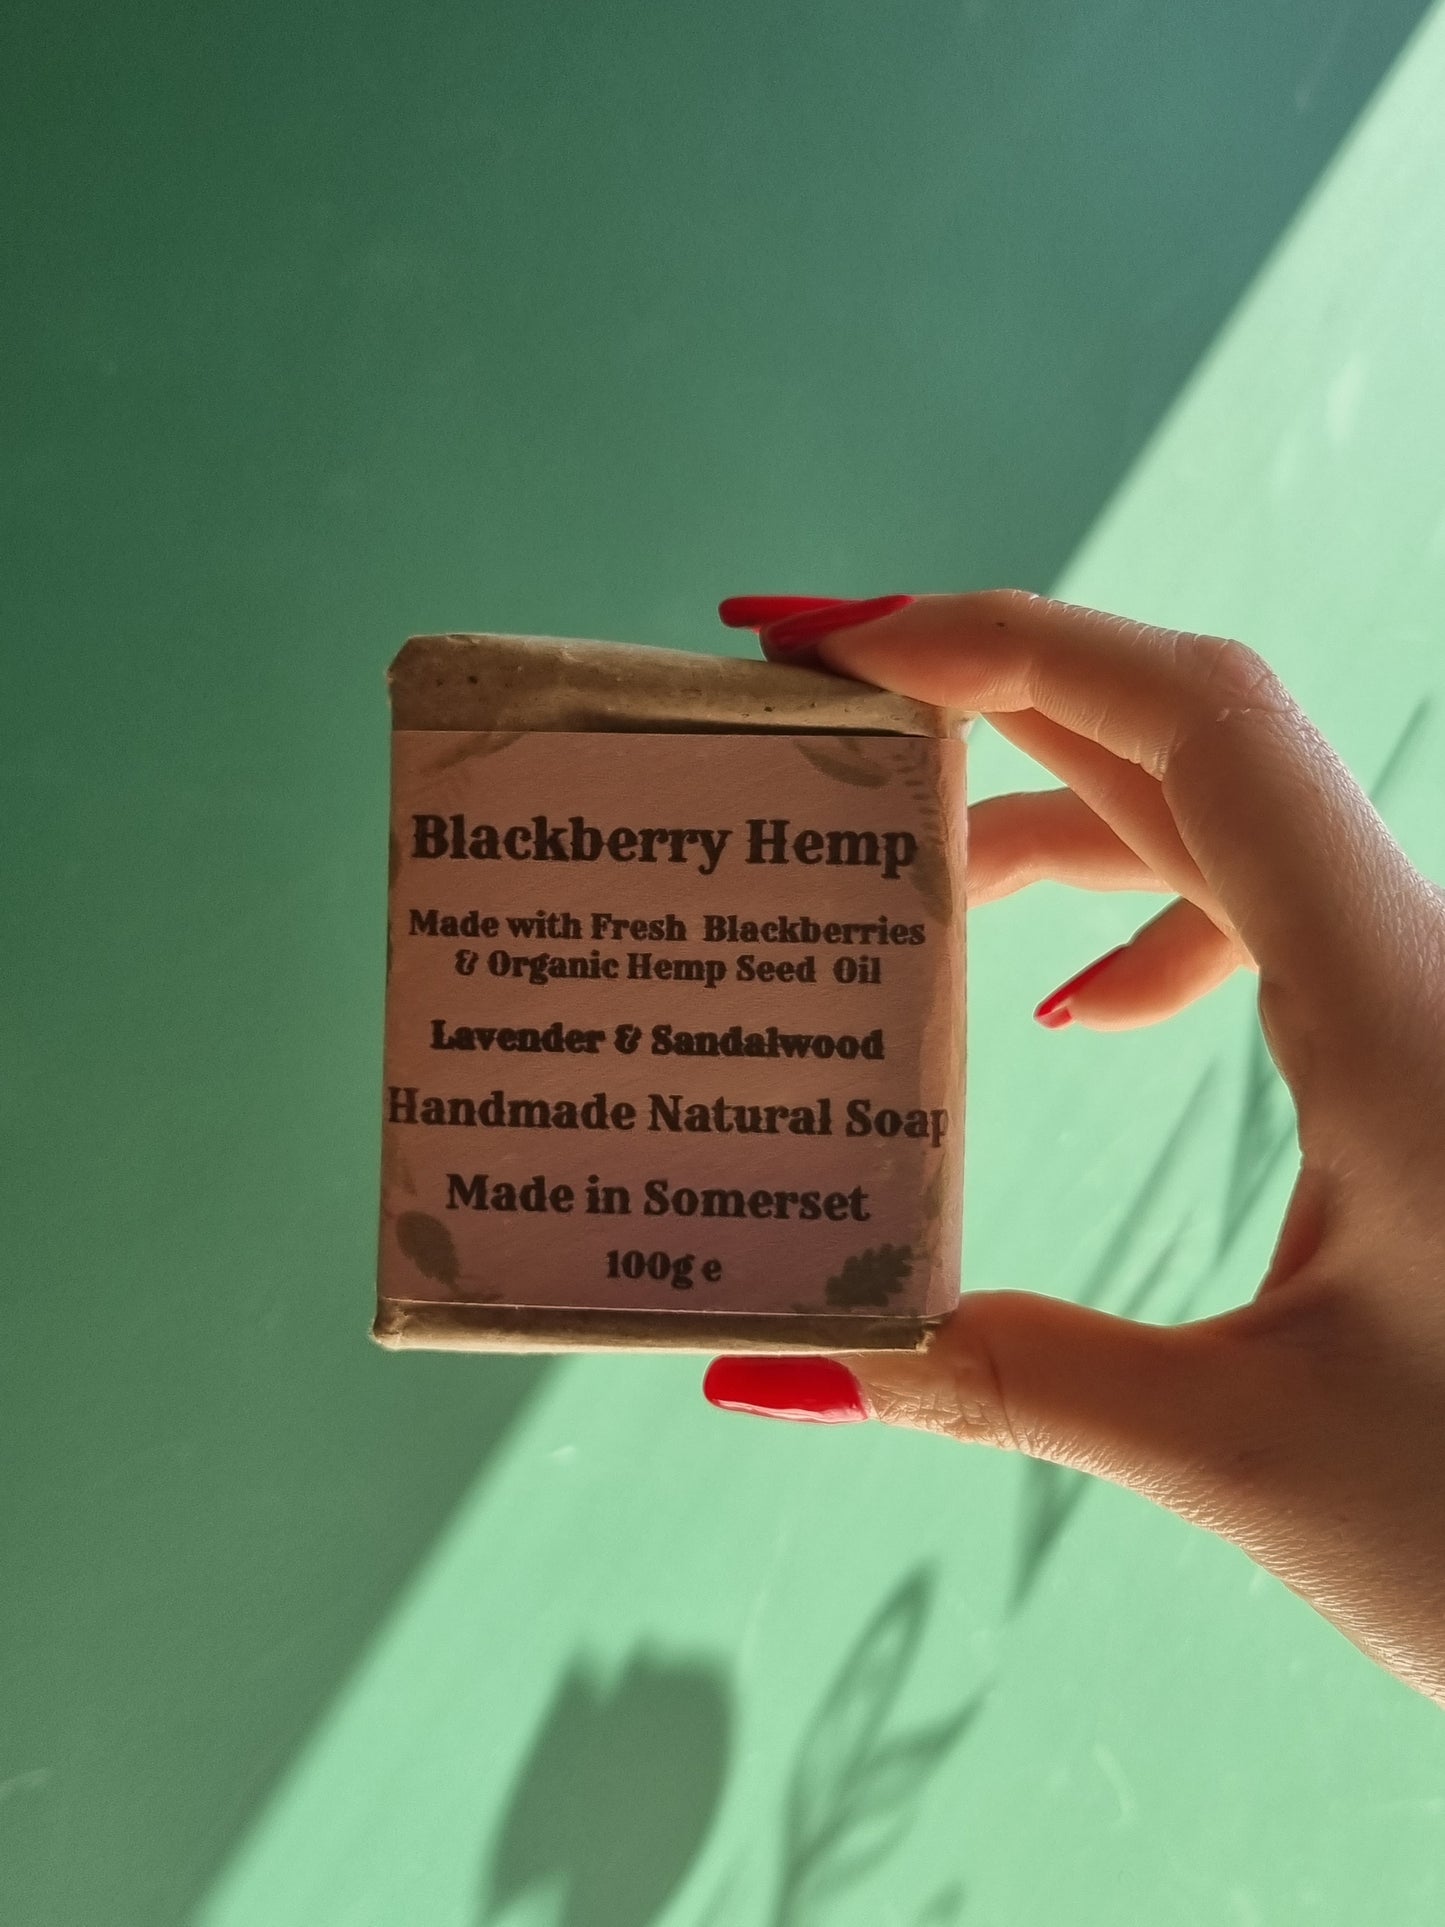 Blackberry Hemp
Made with Fresh Blackberries
& Organic Hemp Seed Oil
Lavender & Sandalwood
Handmade Natural Soap
Made in Somerset
100g e